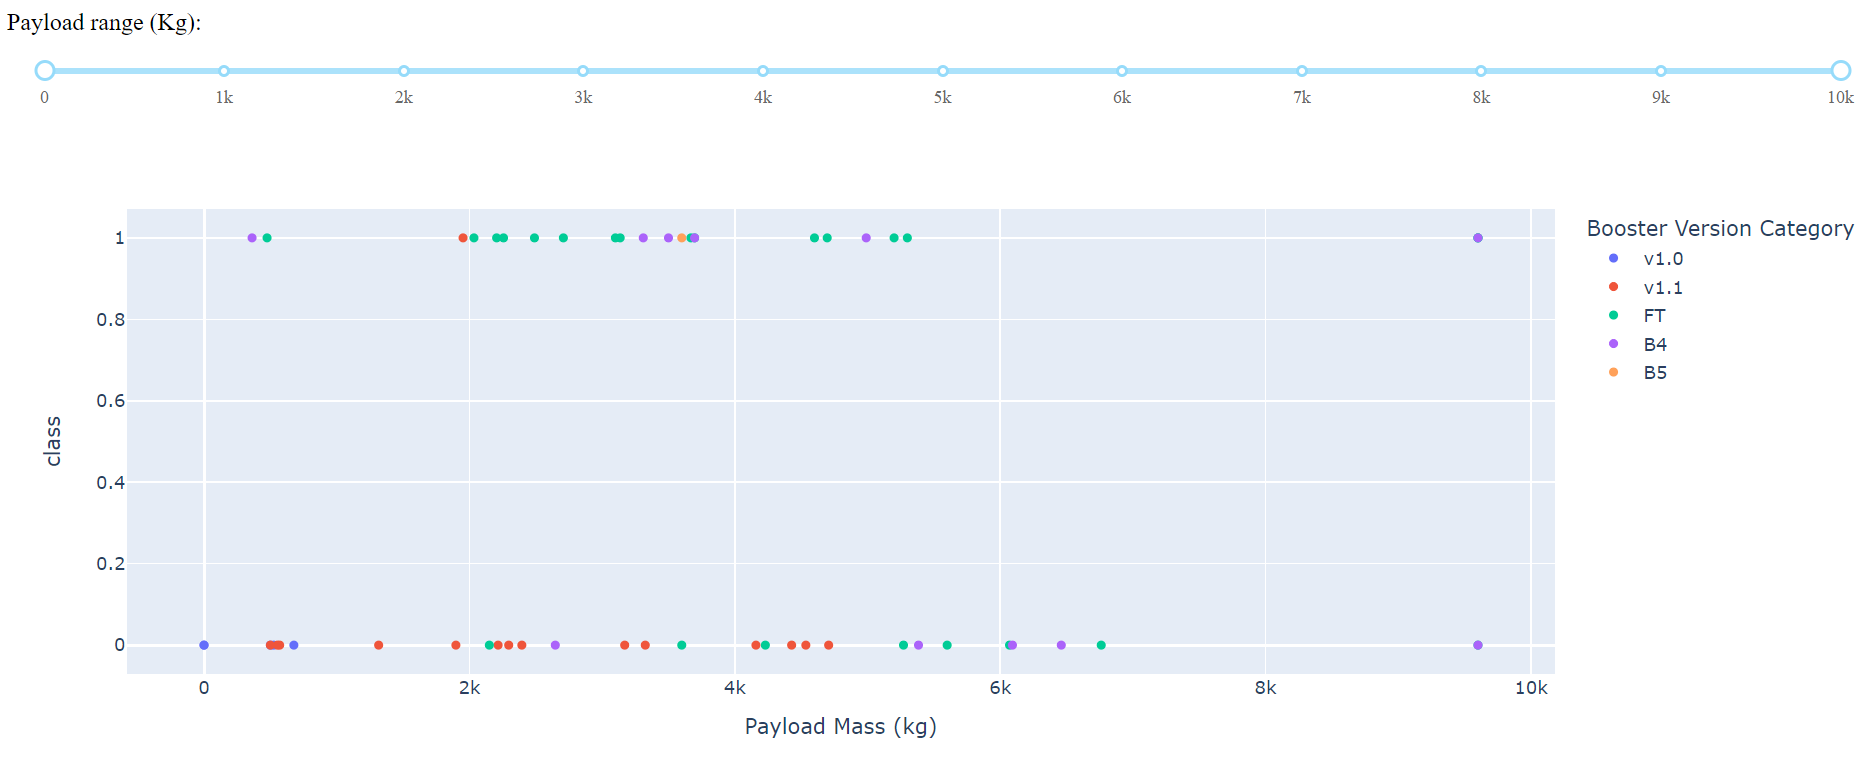 Payload range (Kg):
0 1k 2k 3k 4k 5k 6k 7k 8k 9k 10k
Booster Version Category
v1.0
v1.1
FT
B4
B5
class
1
0.8
0.6
0.4
0.2
0
0 2k 4k 6k 8k 10k
Payload Mass (kg)